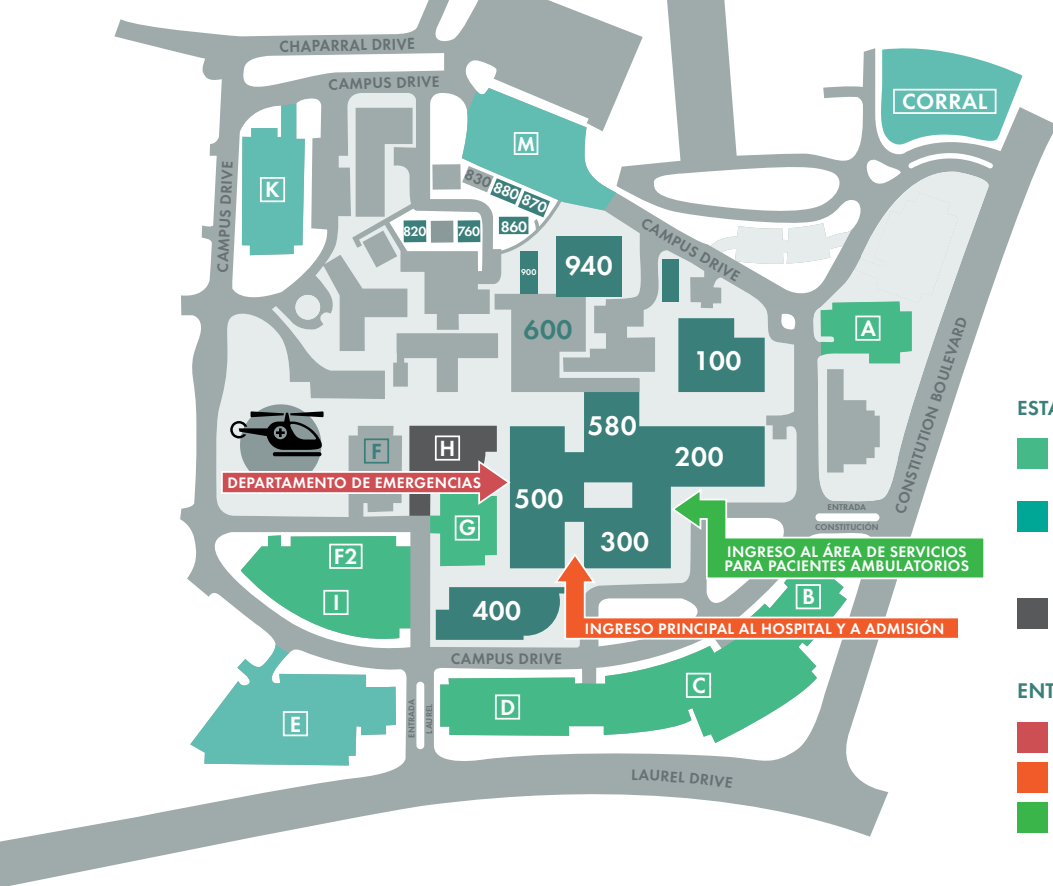 CHAPARRAL DRIVE
CAMPUS DRIVE
CORRAL
M
K
CAMPUS DRIVE
830
880
870
860
820
760
CAMPUS DRIVE
900
940
600
100
A
CONSTITUTION BOULEVARD
580
200
F
H
DEPARTAMENTO DE EMERGENCIAS
500
G
300
ENTRADA
CONSTITUCIÓN
INGRESO AL ÁREA DE SERVICIOS
PARA PACIENTES AMBULATORIOS
F2
I
400
B
INGRESO PRINCIPAL AL HOSPITAL Y A ADMISIÓN
CAMPUS DRIVE
E
ENTRADA
LAUREL
D
C
LAUREL DRIVE
ESTA
ENT